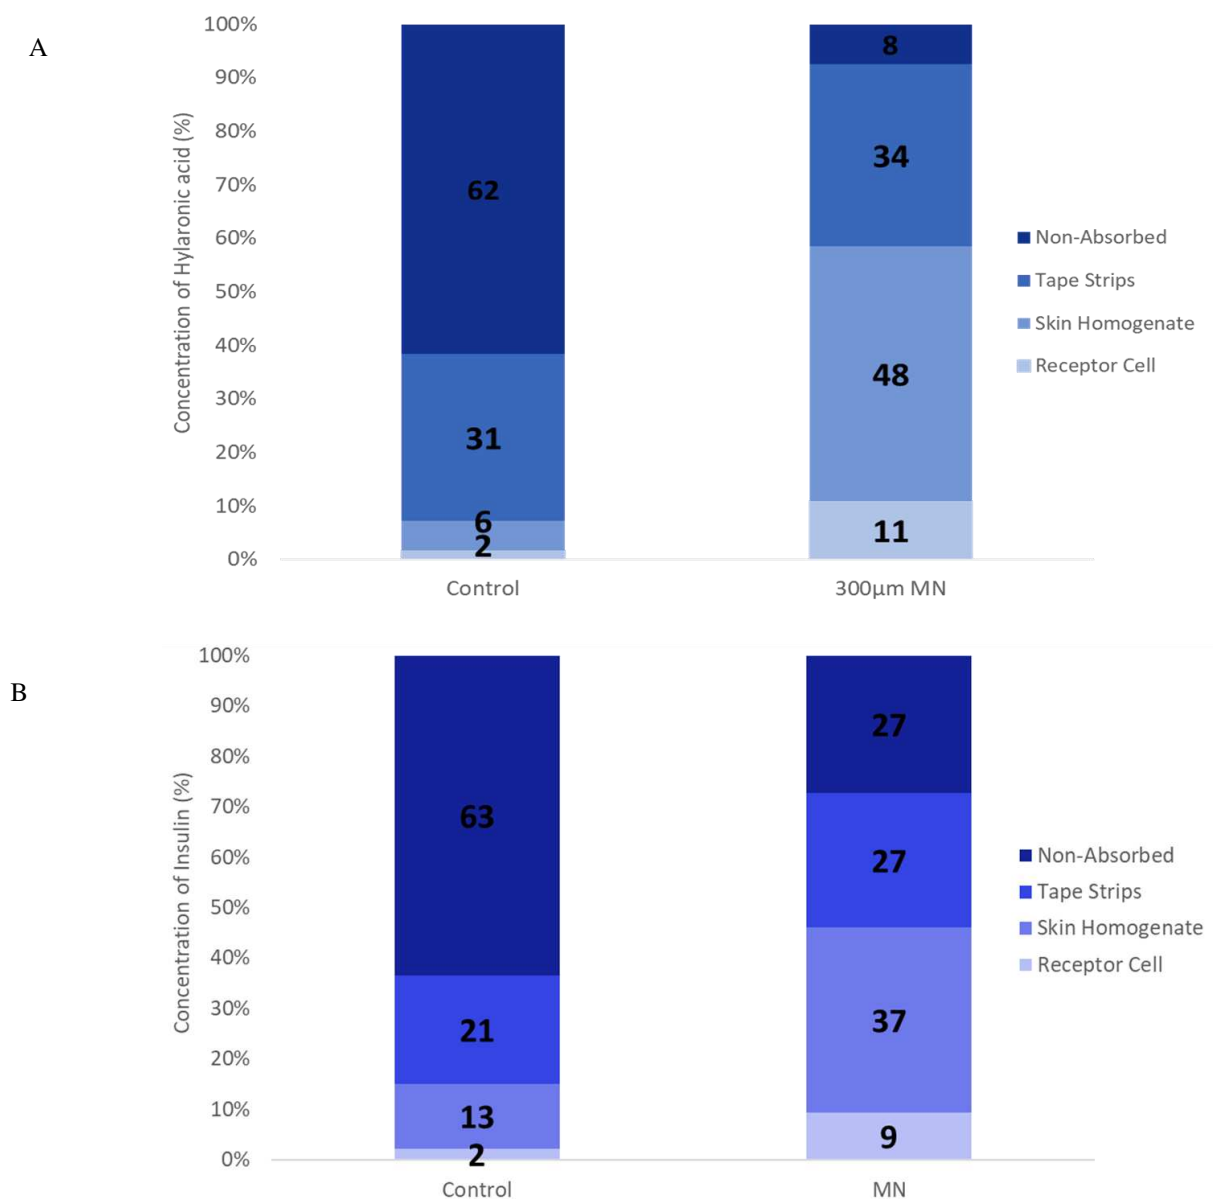 A
Concentration of Hylaronic acid (%)
100%
90%
80%
70%
60%
50%
40%
30%
20%
10%
0%
62
31
6
2
8
34
48
11
Control
300µm MN
Non-Absorbed
Tape Strips
Skin Homogenate
Receptor Cell
B
Concentration of Insulin (%)
100%
90%
80%
70%
60%
50%
40%
30%
20%
10%
0%
63
21
13
2
27
27
37
9
Control
MN
Non-Absorbed
Tape Strips
Skin Homogenate
Receptor Cell